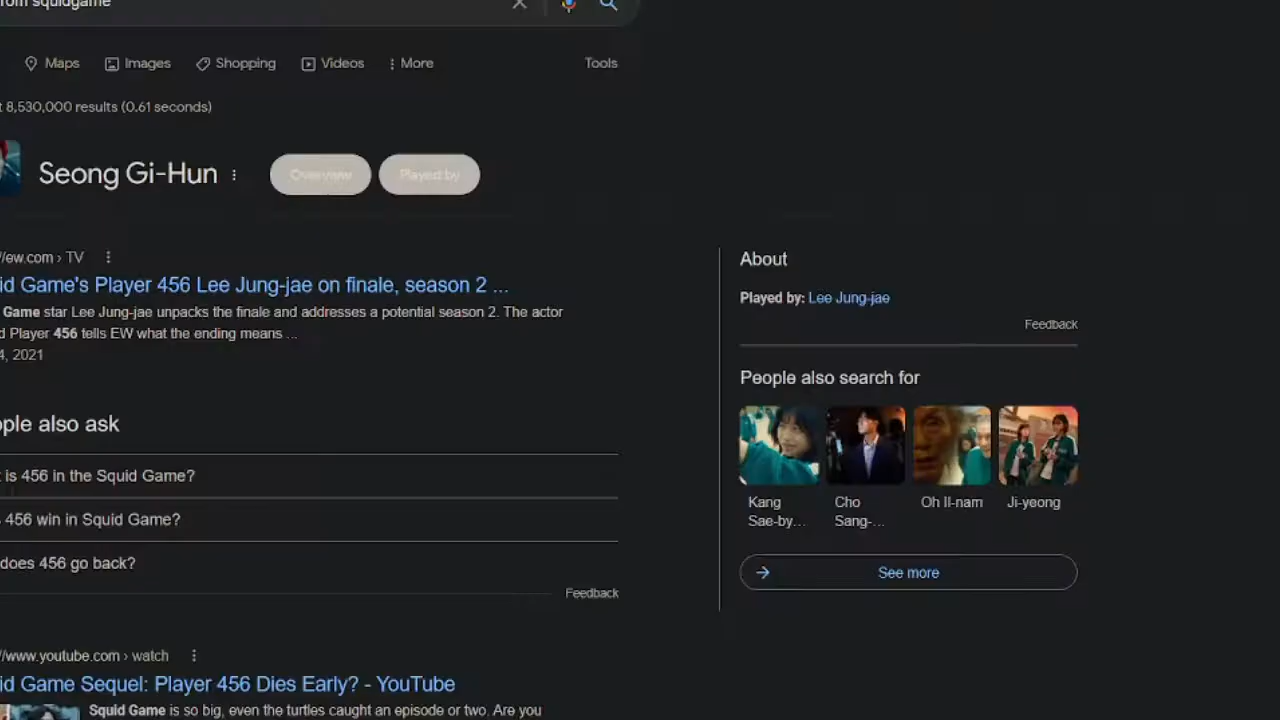 rom squidgame
Maps Images Shopping Videos More Tools
8,530,000 results (0.61 seconds)
Seong Gi-Hun Overview Played by
//ew.com › TV
id Game's Player 456 Lee Jung-jae on finale, season 2 ...
Game star Lee Jung-jae unpacks the finale and addresses a potential season 2. The actor
d Player 456 tells EW what the ending means ...
4, 2021
ople also ask
is 456 in the Squid Game?
456 win in Squid Game?
does 456 go back?
Feedback
//www.youtube.com › watch
id Game Sequel: Player 456 Dies Early? - YouTube
Squid Game is so big, even the turtles caught an episode or two. Are you
About
Played by: Lee Jung-jae
Feedback
People also search for
Kang
Sae-by...
Cho
Sang-...
Oh Il-nam
Ji-yeong
See more